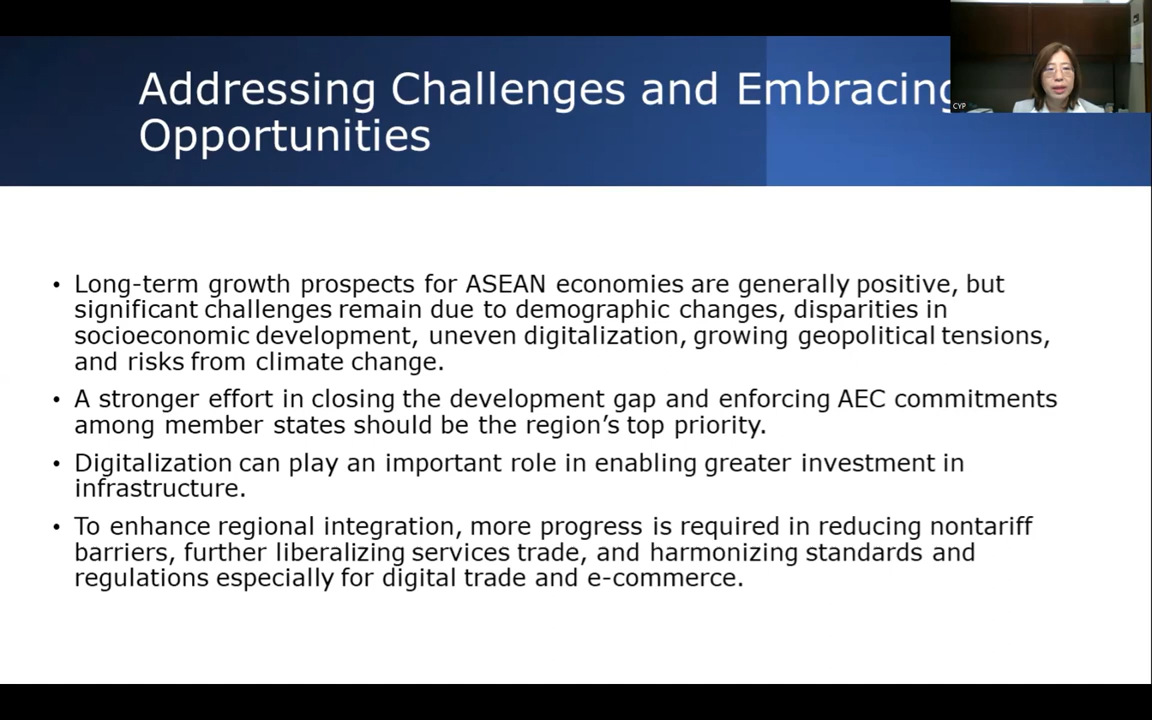 Addressing Challenges and Embracing
Opportunities
CYP
• Long-term growth prospects for ASEAN economies are generally positive, but
significant challenges remain due to demographic changes, disparities in
socioeconomic development, uneven digitalization, growing geopolitical tensions,
and risks from climate change.
• A stronger effort in closing the development gap and enforcing AEC commitments
among member states should be the region’s top priority.
• Digitalization can play an important role in enabling greater investment in
infrastructure.
• To enhance regional integration, more progress is required in reducing nontariff
barriers, further liberalizing services trade, and harmonizing standards and
regulations especially for digital trade and e-commerce.